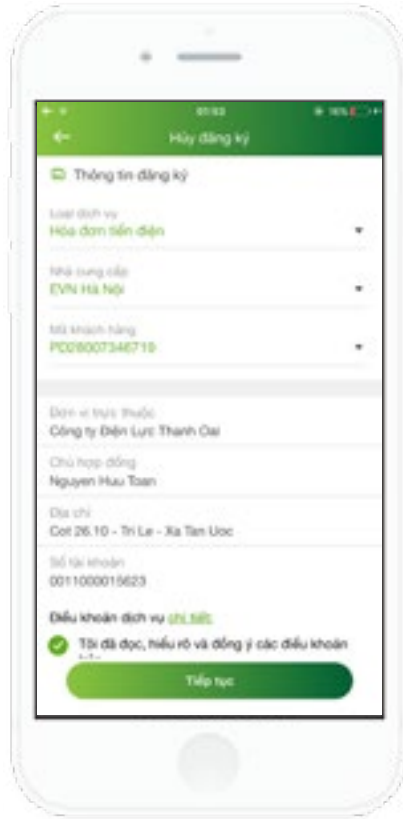 01:53
Hủy đăng ký
Thông tin đăng ký
Loại dịch vụ
Hóa đơn tiền điện
Nhà cung cấp
EVN Hà Nội
Mã khách hàng
PD28007346719
Đơn vị trực thuộc
Công ty Điện Lực Thanh Oai
Chủ hợp đồng
Nguyen Huu Toan
Địa chỉ
Cot 26.10 - Tri Le - Xa Tan Uoc
Số tài khoản
0011000015623
Điều khoản dịch vụ chi tiết
Tôi đã đọc, hiểu rõ và đồng ý các điều khoản
Tiếp tục